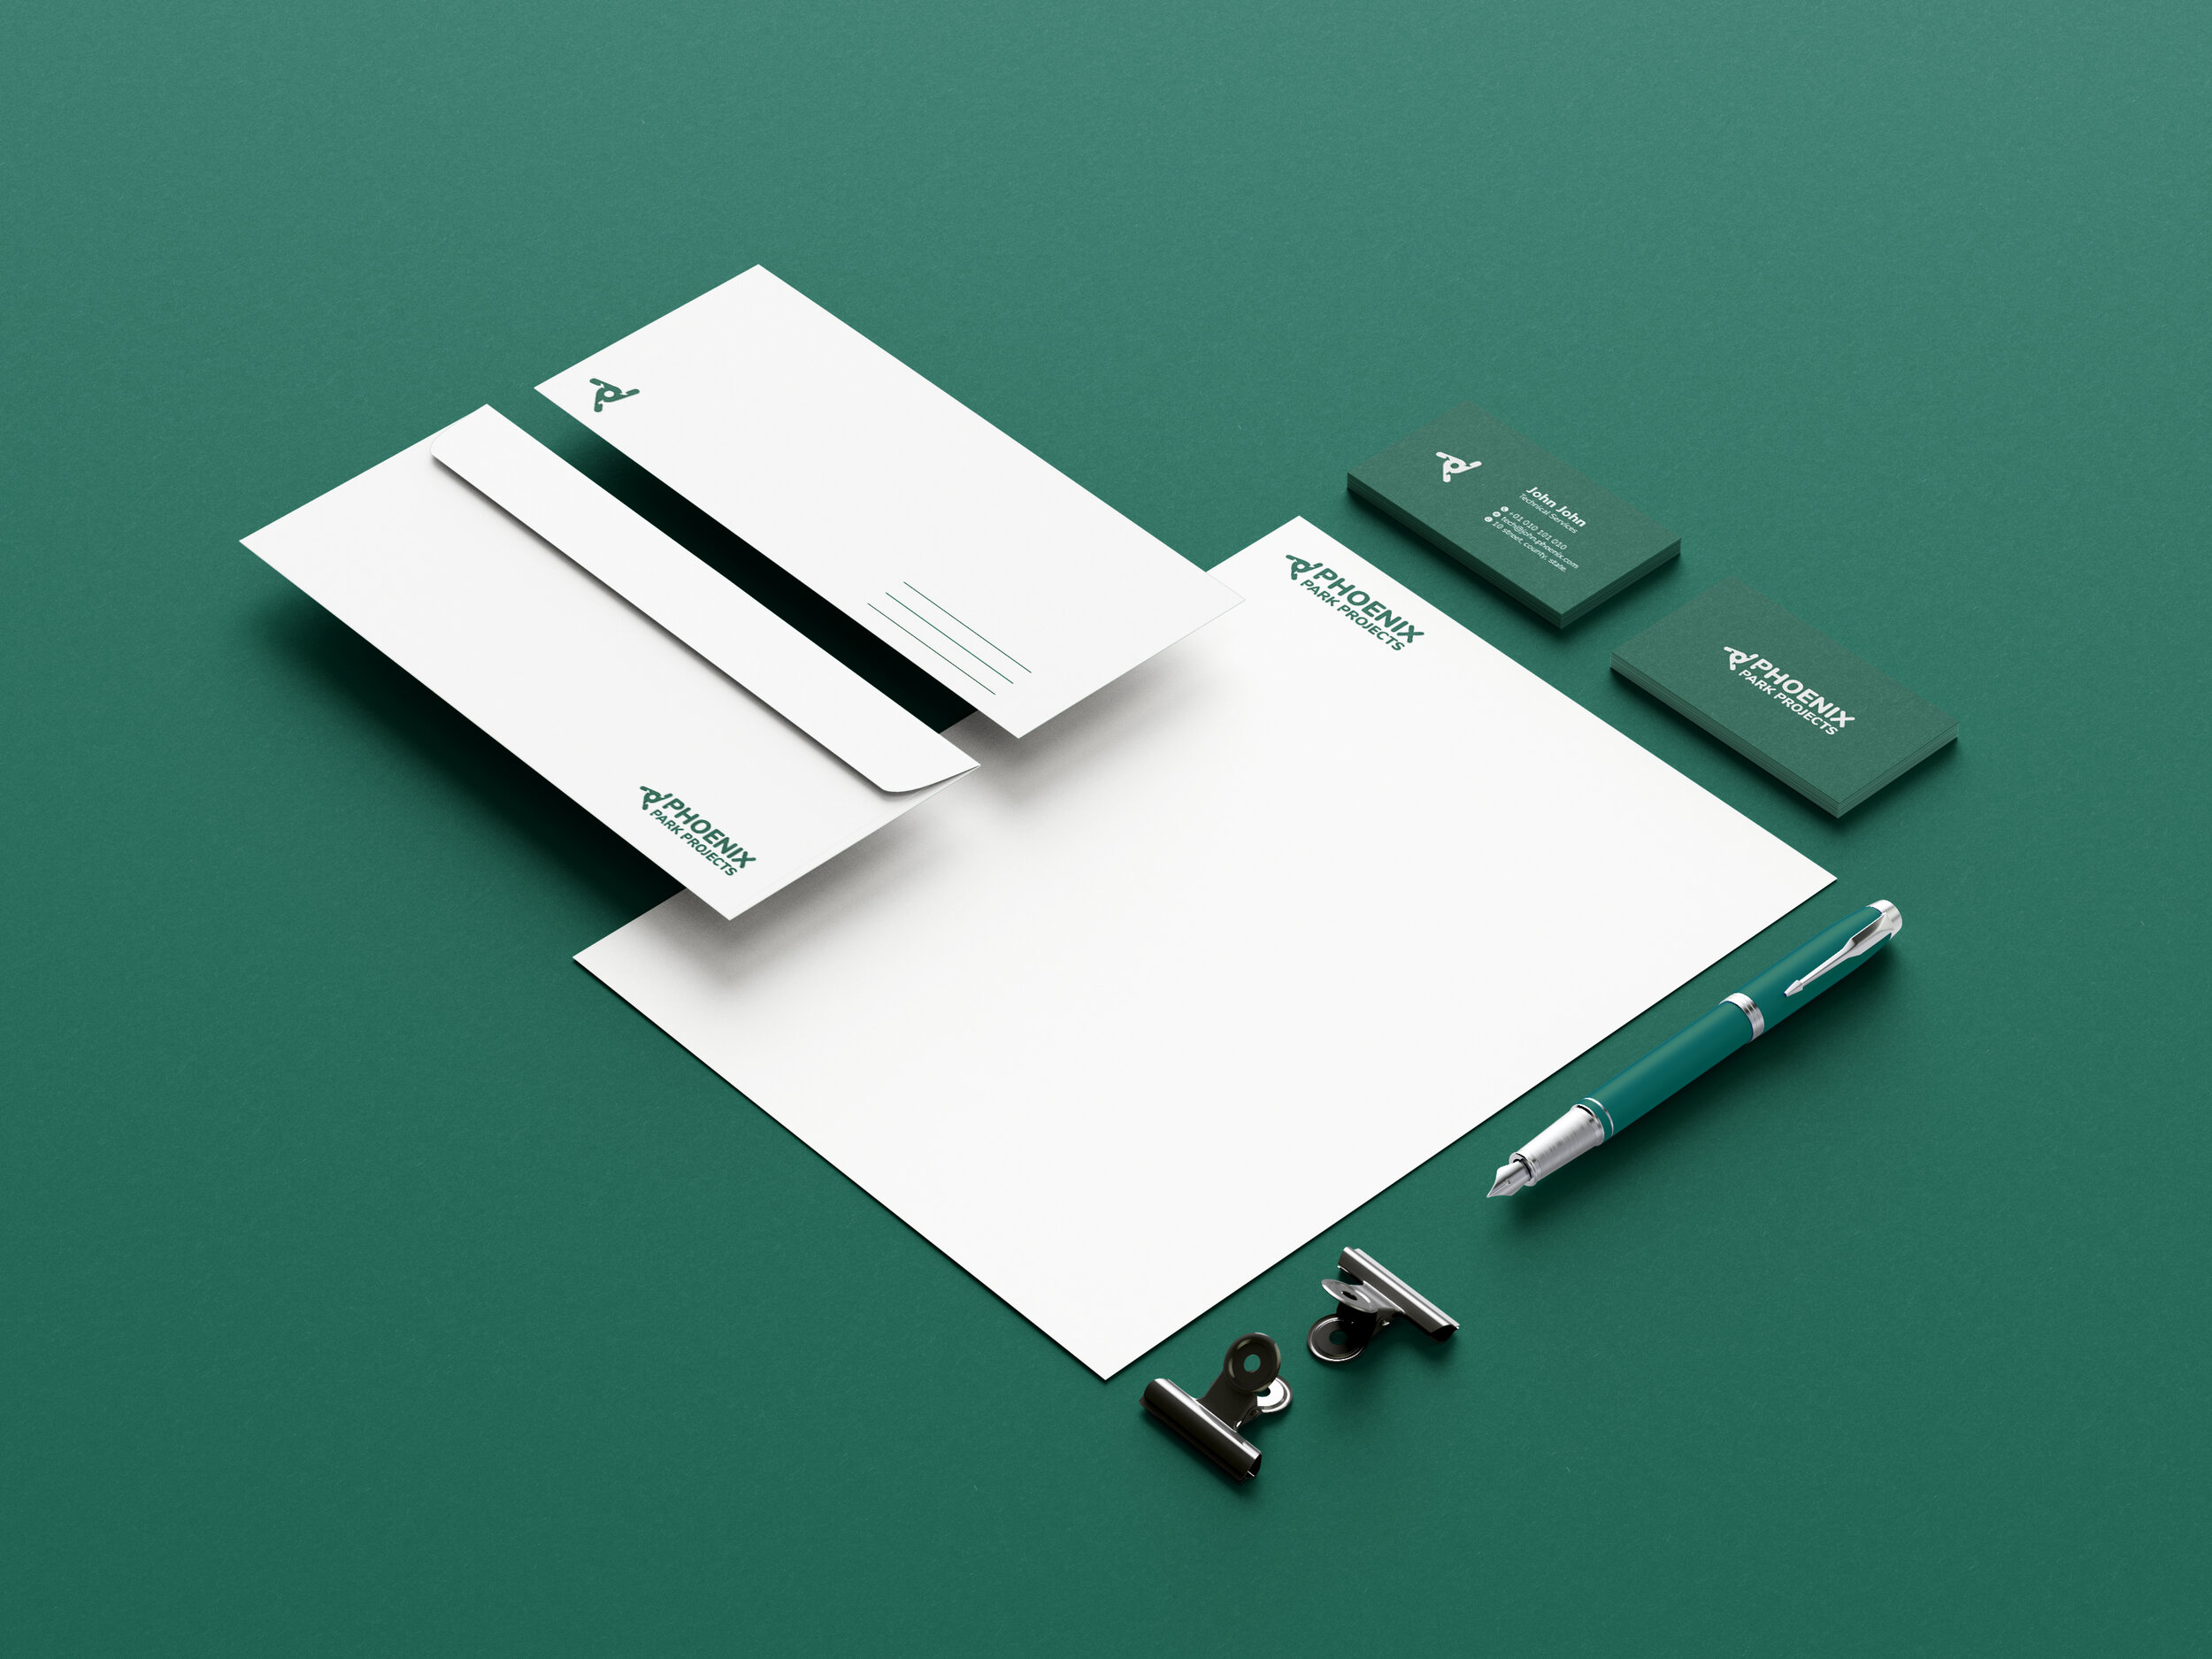 PHOENIX
PARK PROJECTS
PHOENIX
PARK PROJECTS
John John
Technical Services
+01 010 101 010
tech@john.phoenix.com
10 street, county, state.
PHOENIX
PARK PROJECTS